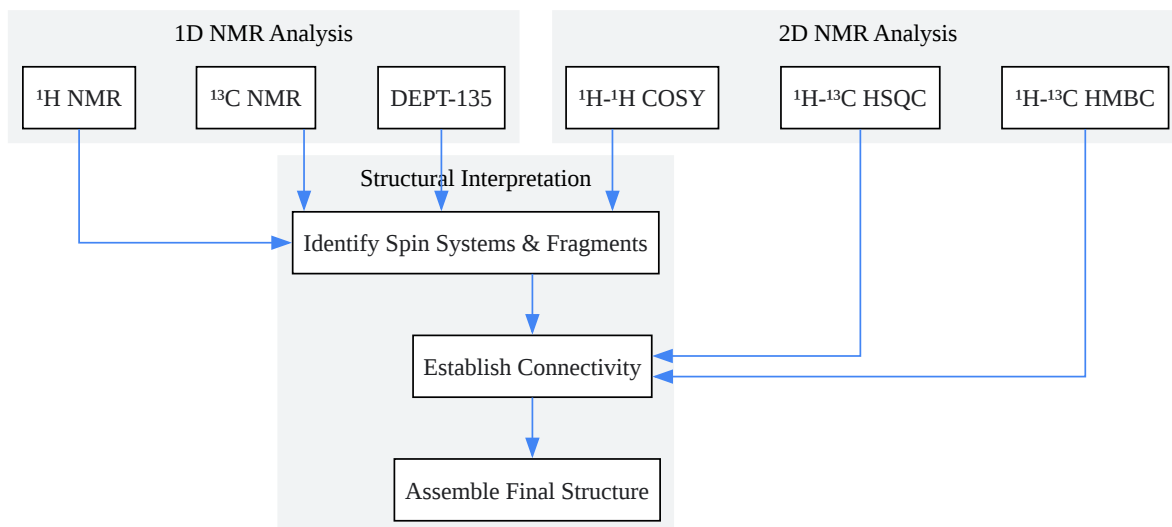 1D NMR Analysis
2D NMR Analysis
¹H NMR
¹³C NMR
DEPT-135
¹H-¹H COSY
¹H-¹³C HSQC
¹H-¹³C HMBC
Structural Interpretation
Identify Spin Systems & Fragments
Establish Connectivity
Assemble Final Structure